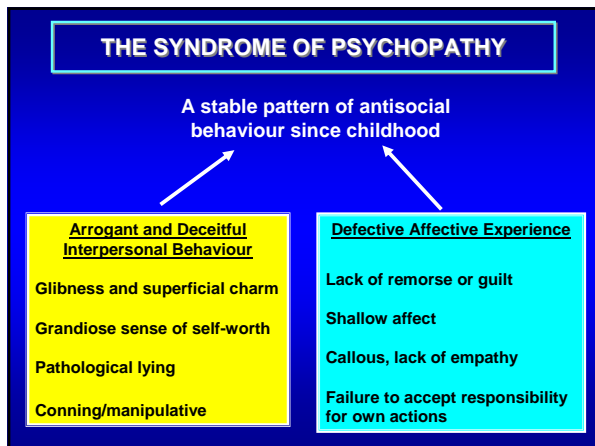 THE SYNDROME OF PSYCHOPATHY
A stable pattern of antisocial
behaviour since childhood
Arrogant and Deceitful
Interpersonal Behaviour
Glibness and superficial charm
Grandiose sense of self-worth
Pathological lying
Conning/manipulative
Defective Affective Experience
Lack of remorse or guilt
Shallow affect
Callous, lack of empathy
Failure to accept responsibility
for own actions